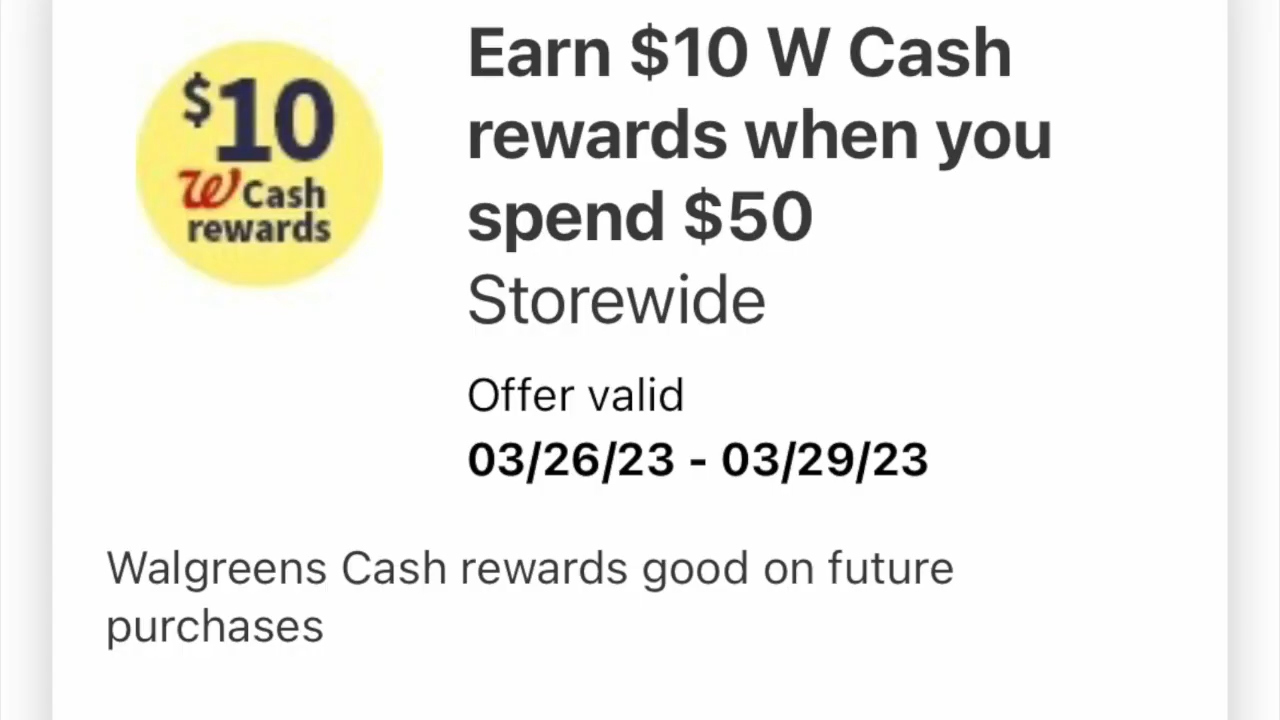 $10
W Cash
rewards
Earn $10 W Cash
rewards when you
spend $50
Storewide
Offer valid
03/26/23 - 03/29/23
Walgreens Cash rewards good on future
purchases